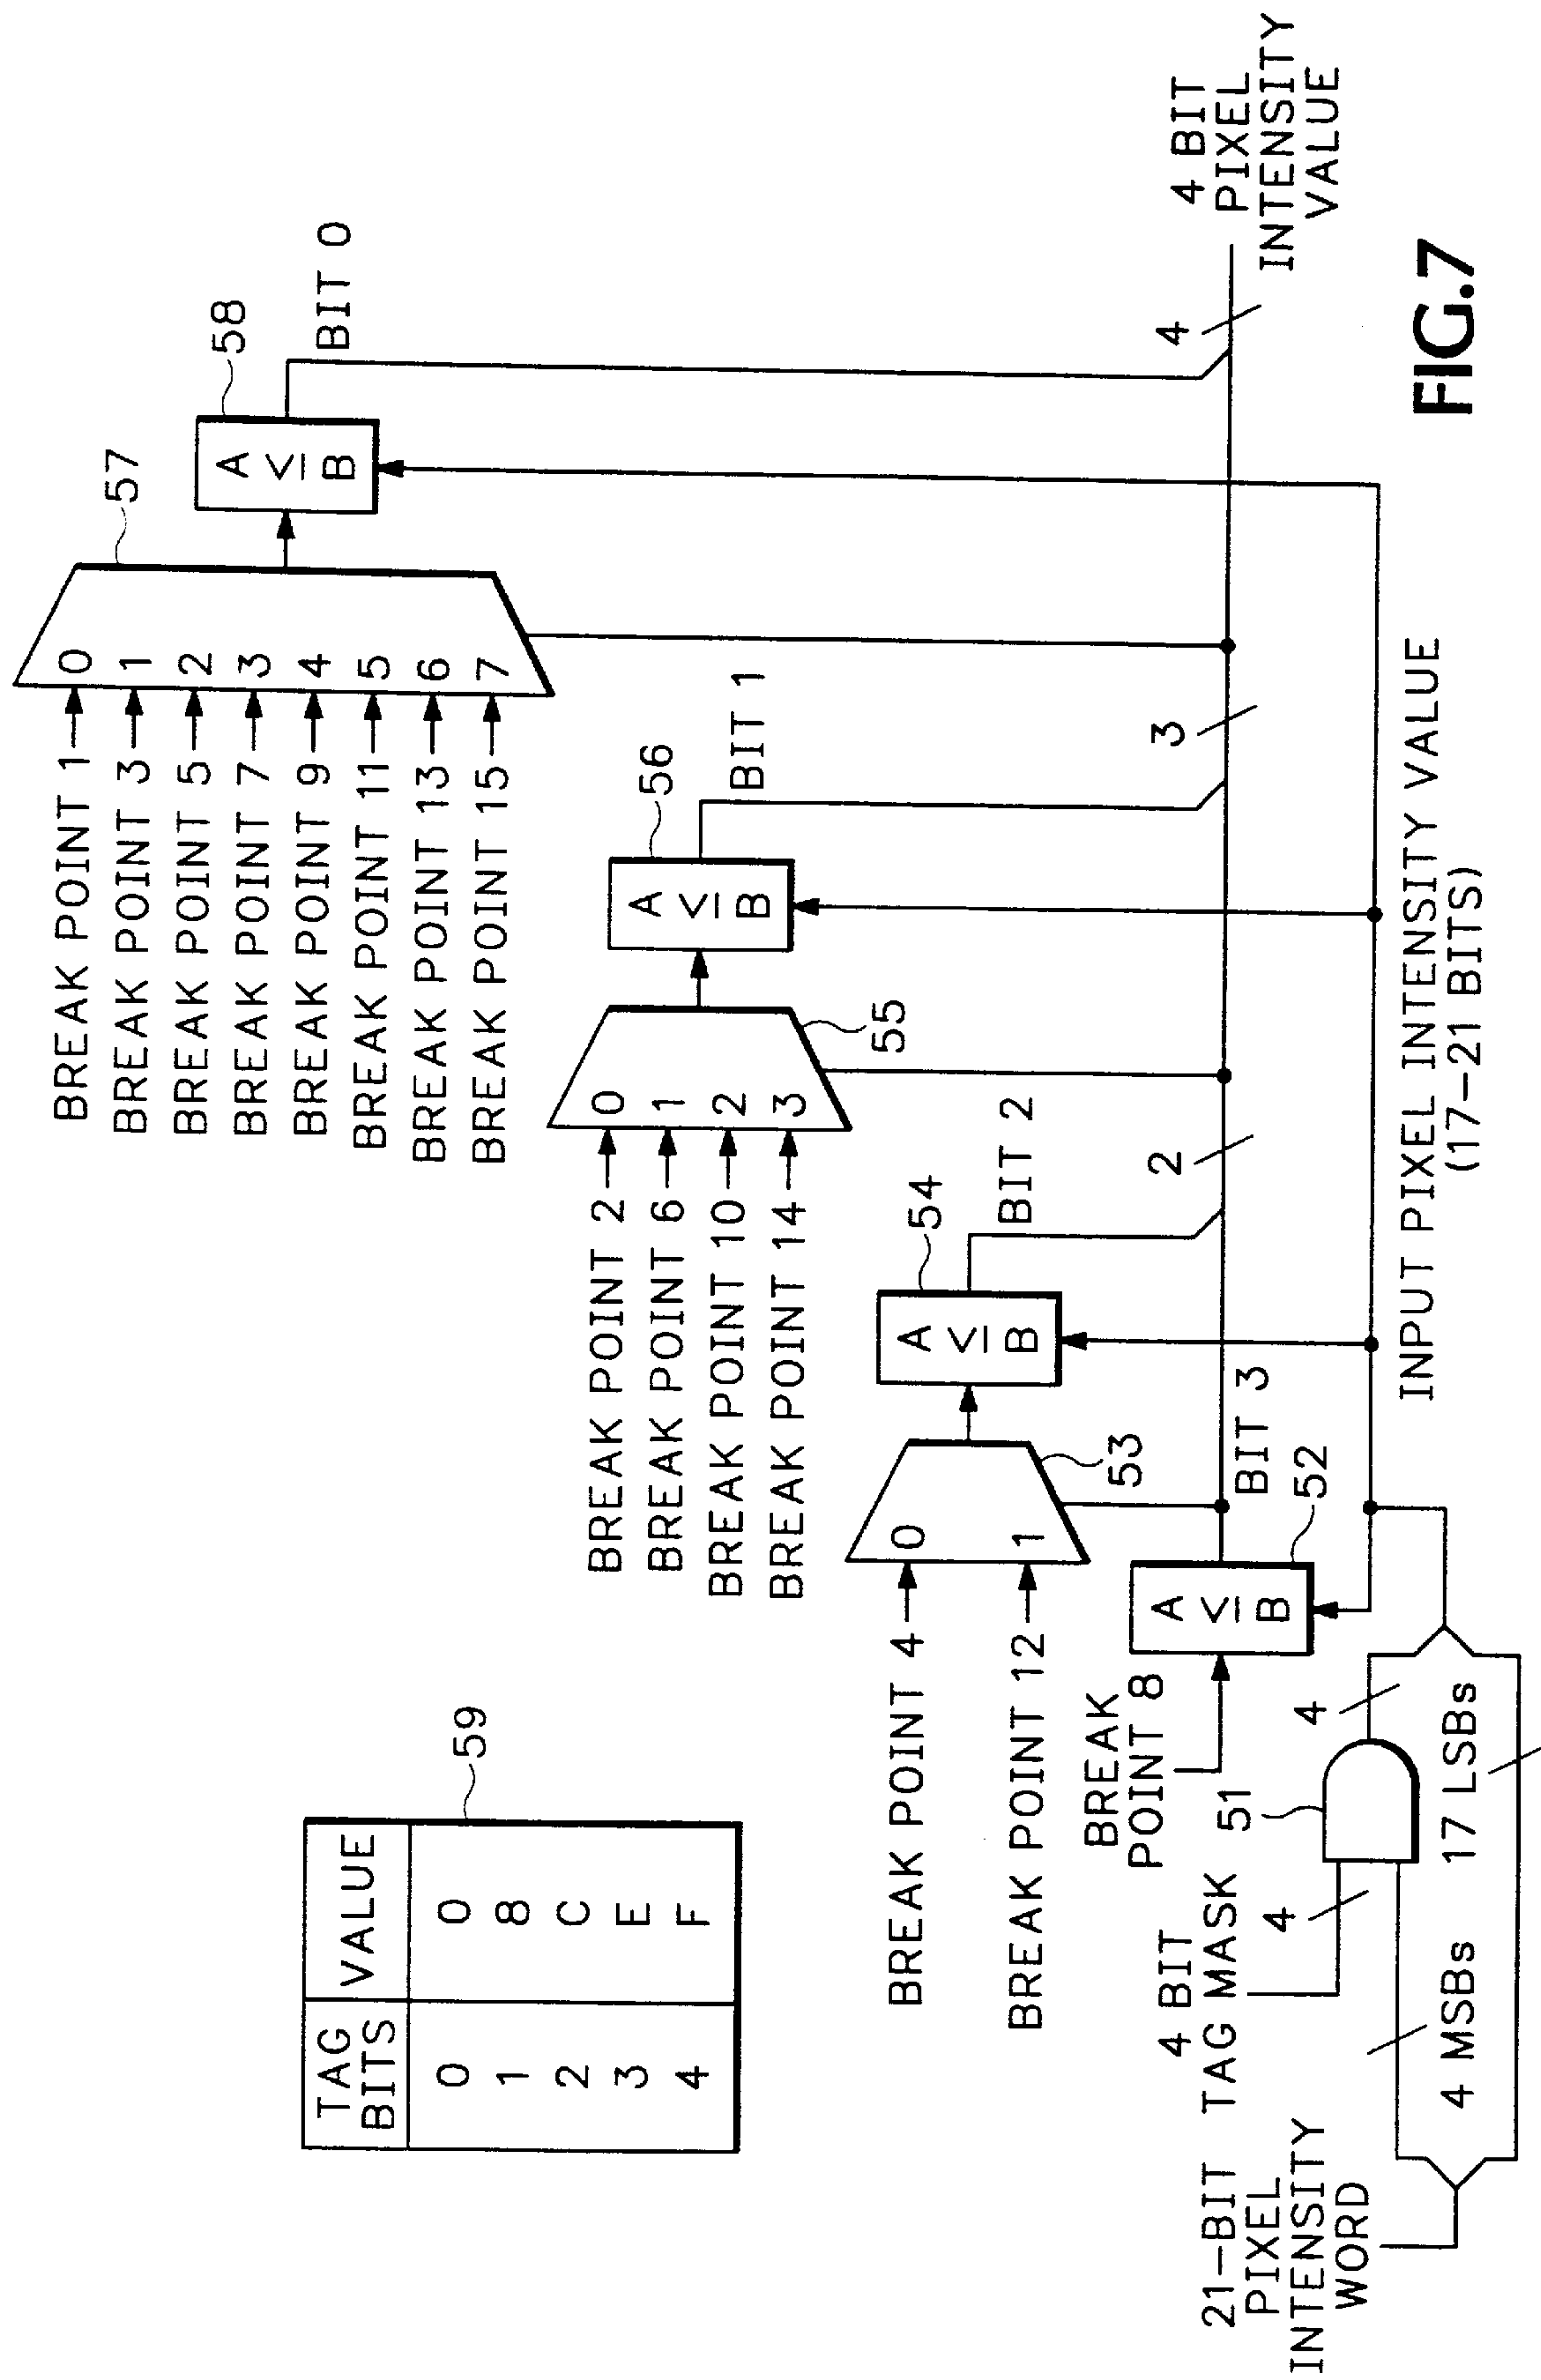 BREAK POINT 1
BREAK POINT 3
BREAK POINT 5
BREAK POINT 7
BREAK POINT 9
BREAK POINT 11
BREAK POINT 13
BREAK POINT 15
0
1
2
3
4
5
6
7
57
A
≤
B
58
BIT 0
BREAK POINT 2
BREAK POINT 6
BREAK POINT 10
BREAK POINT 14
0
1
2
3
55
A
≤
B
56
BIT 1
BREAK POINT 4
BREAK POINT 12
0
1
53
A
≤
B
54
BIT 2
BREAK
POINT 8
A
≤
B
52
BIT 3
2
3
4
4 BIT
PIXEL
INTENSITY
VALUE
TAG
BITS
VALUE
0 0
1 8
2 C
3 E
4 F
59
21-BIT
PIXEL
INTENSITY
WORD
4 BIT
TAG MASK
4
51
4
4 MSBs
17 LSBs
INPUT PIXEL INTENSITY VALUE
(17-21 BITS)
FIG.7